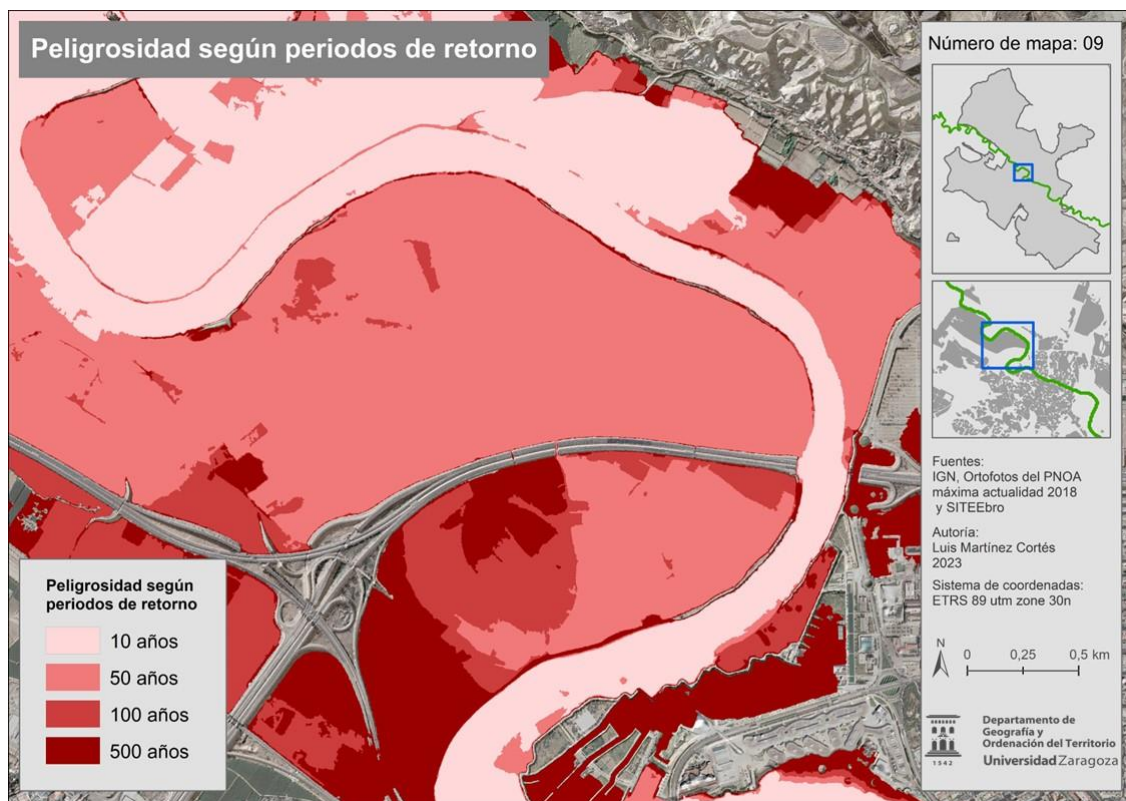 Peligrosidad según periodos de retorno
Número de mapa: 09
Fuentes:
IGN, Ortofotos del PNOA
máxima actualidad 2018
y SITEEbro
Autoría:
Luis Martínez Cortés
2023
Sistema de coordenadas:
ETRS 89 utm zone 30n
N
0 0,25 0,5 km
Departamento de
Geografía y
Ordenación del Territorio
Universidad Zaragoza
1542
Peligrosidad según
periodos de retorno
10 años
50 años
100 años
500 años